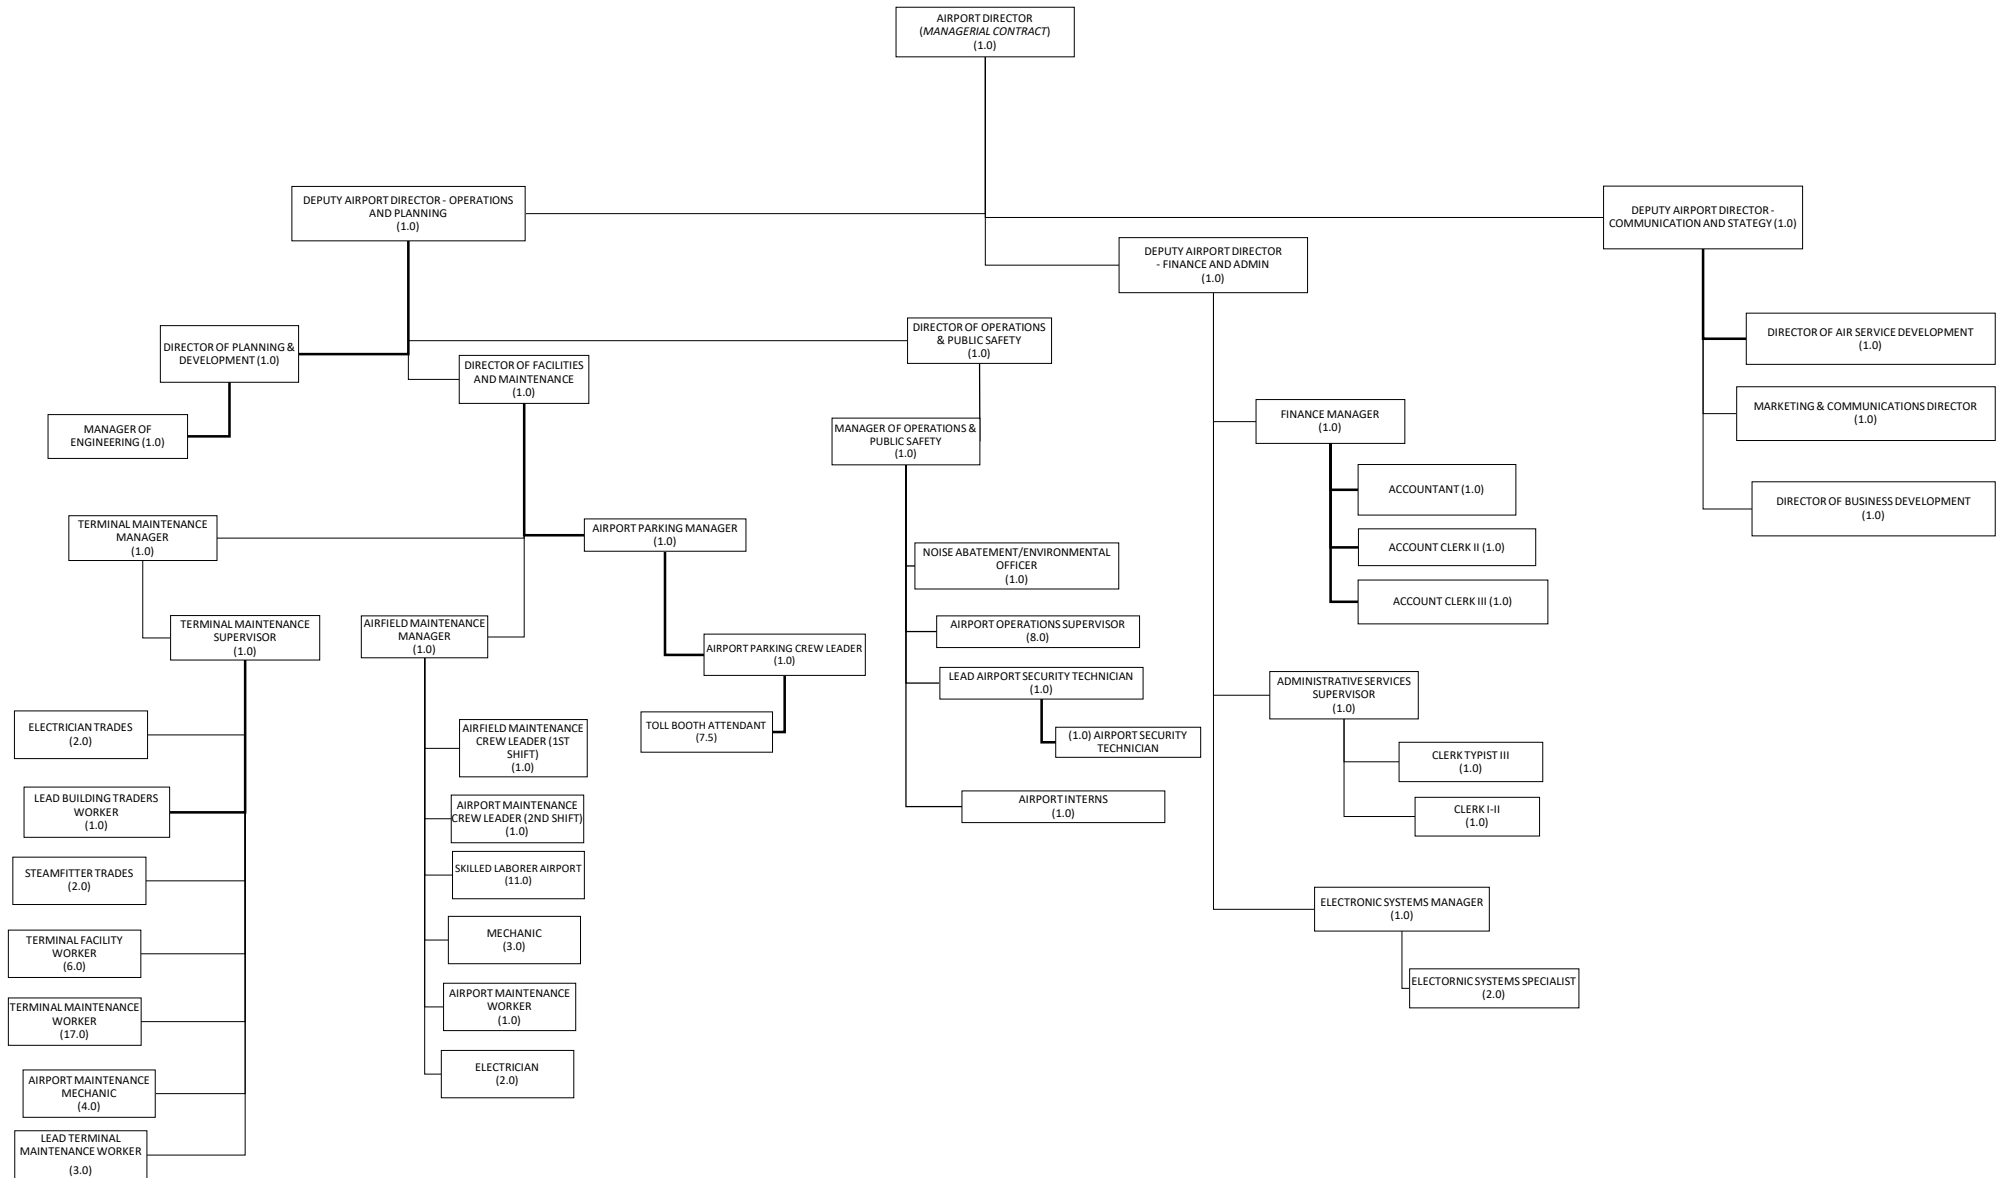 AIRPORT DIRECTOR
(MANAGERIAL CONTRACT)
(1.0)
DEPUTY AIRPORT DIRECTOR - OPERATIONS
AND PLANNING
(1.0)
DEPUTY AIRPORT DIRECTOR -
COMMUNICATION AND STATEGY (1.0)
DEPUTY AIRPORT DIRECTOR
- FINANCE AND ADMIN
(1.0)
DIRECTOR OF PLANNING &
DEVELOPMENT (1.0)
DIRECTOR OF OPERATIONS
& PUBLIC SAFETY
(1.0)
DIRECTOR OF FACILITIES
AND MAINTENANCE
(1.0)
MANAGER OF
ENGINEERING (1.0)
MANAGER OF OPERATIONS &
PUBLIC SAFETY
(1.0)
FINANCE MANAGER
(1.0)
DIRECTOR OF AIR SERVICE DEVELOPMENT
(1.0)
MARKETING & COMMUNICATIONS DIRECTOR
(1.0)
DIRECTOR OF BUSINESS DEVELOPMENT
(1.0)
ACCOUNTANT (1.0)
ACCOUNT CLERK II (1.0)
ACCOUNT CLERK III (1.0)
TERMINAL MAINTENANCE
MANAGER
(1.0)
AIRPORT PARKING MANAGER
(1.0)
NOISE ABATEMENT/ENVIRONMENTAL
OFFICER
(1.0)
TERMINAL MAINTENANCE
SUPERVISOR
(1.0)
AIRFIELD MAINTENANCE
MANAGER
(1.0)
AIRPORT PARKING CREW LEADER
(1.0)
TOLL BOOTH ATTENDANT
(7.5)
AIRPORT OPERATIONS SUPERVISOR
(8.0)
LEAD AIRPORT SECURITY TECHNICIAN
(1.0)
(1.0) AIRPORT SECURITY
TECHNICIAN
AIRPORT INTERNS
(1.0)
ADMINISTRATIVE SERVICES
SUPERVISOR
(1.0)
CLERK TYPIST III
(1.0)
CLERK I-II
(1.0)
ELECTRONIC SYSTEMS MANAGER
(1.0)
ELECTORNIC SYSTEMS SPECIALIST
(2.0)
ELECTRICIAN TRADES
(2.0)
LEAD BUILDING TRADERS
WORKER
(1.0)
STEAMFITTER TRADES
(2.0)
TERMINAL FACILITY
WORKER
(6.0)
TERMINAL MAINTENANCE
WORKER
(17.0)
AIRPORT MAINTENANCE
MECHANIC
(4.0)
LEAD TERMINAL
MAINTENANCE WORKER
(3.0)
AIRFIELD MAINTENANCE
CREW LEADER (1ST
SHIFT)
(1.0)
AIRPORT MAINTENANCE
CREW LEADER (2ND SHIFT)
(1.0)
SKILLED LABORER AIRPORT
(11.0)
MECHANIC
(3.0)
AIRPORT MAINTENANCE
WORKER
(1.0)
ELECTRICIAN
(2.0)